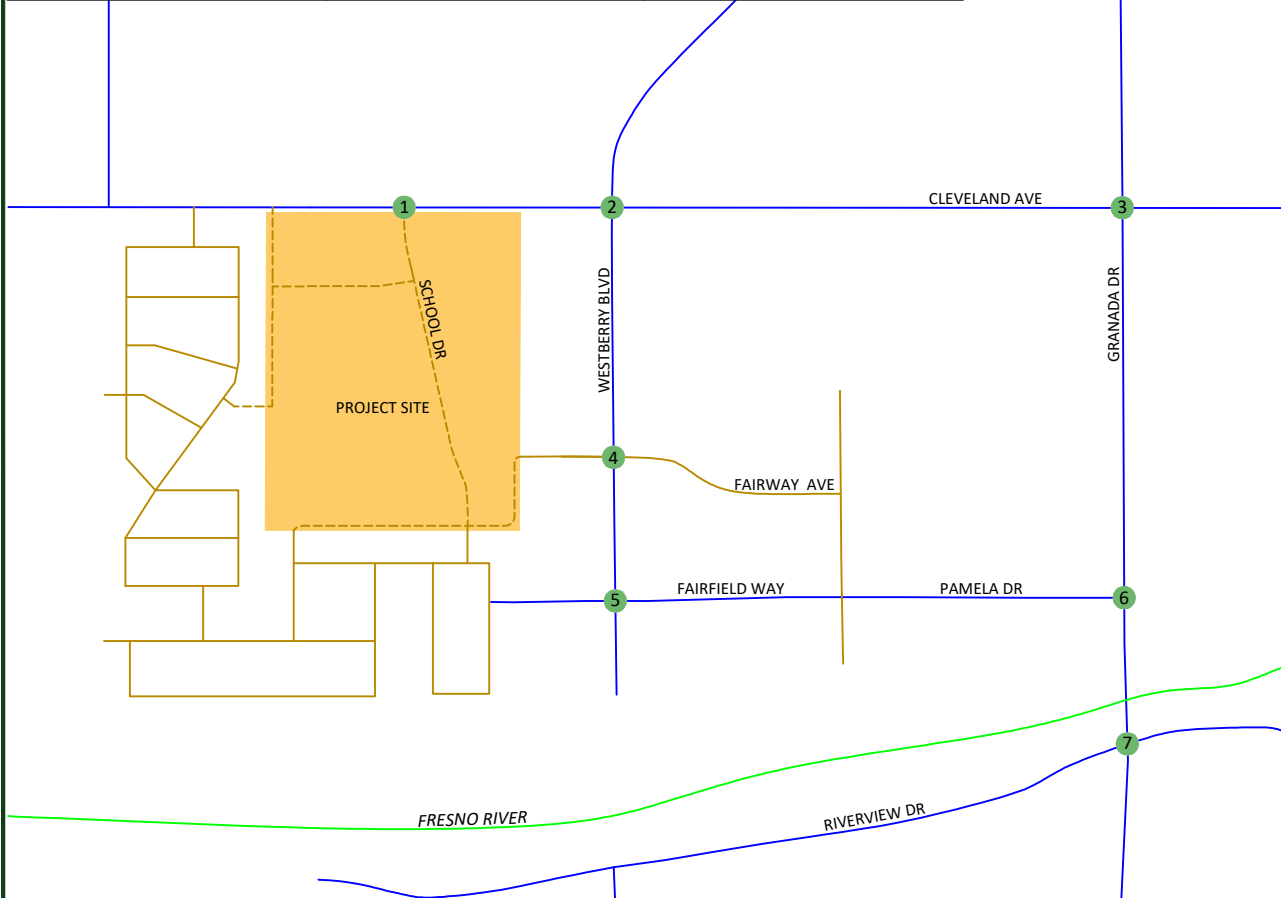 CLEVELAND AVE
1
2
3
SCHOOL DR
WESTBERRY BLVD
GRANADA DR
PROJECT SITE
4
FAIRWAY AVE
5
FAIRFIELD WAY
PAMELA DR
6
7
FRESNO RIVER
RIVERVIEW DR